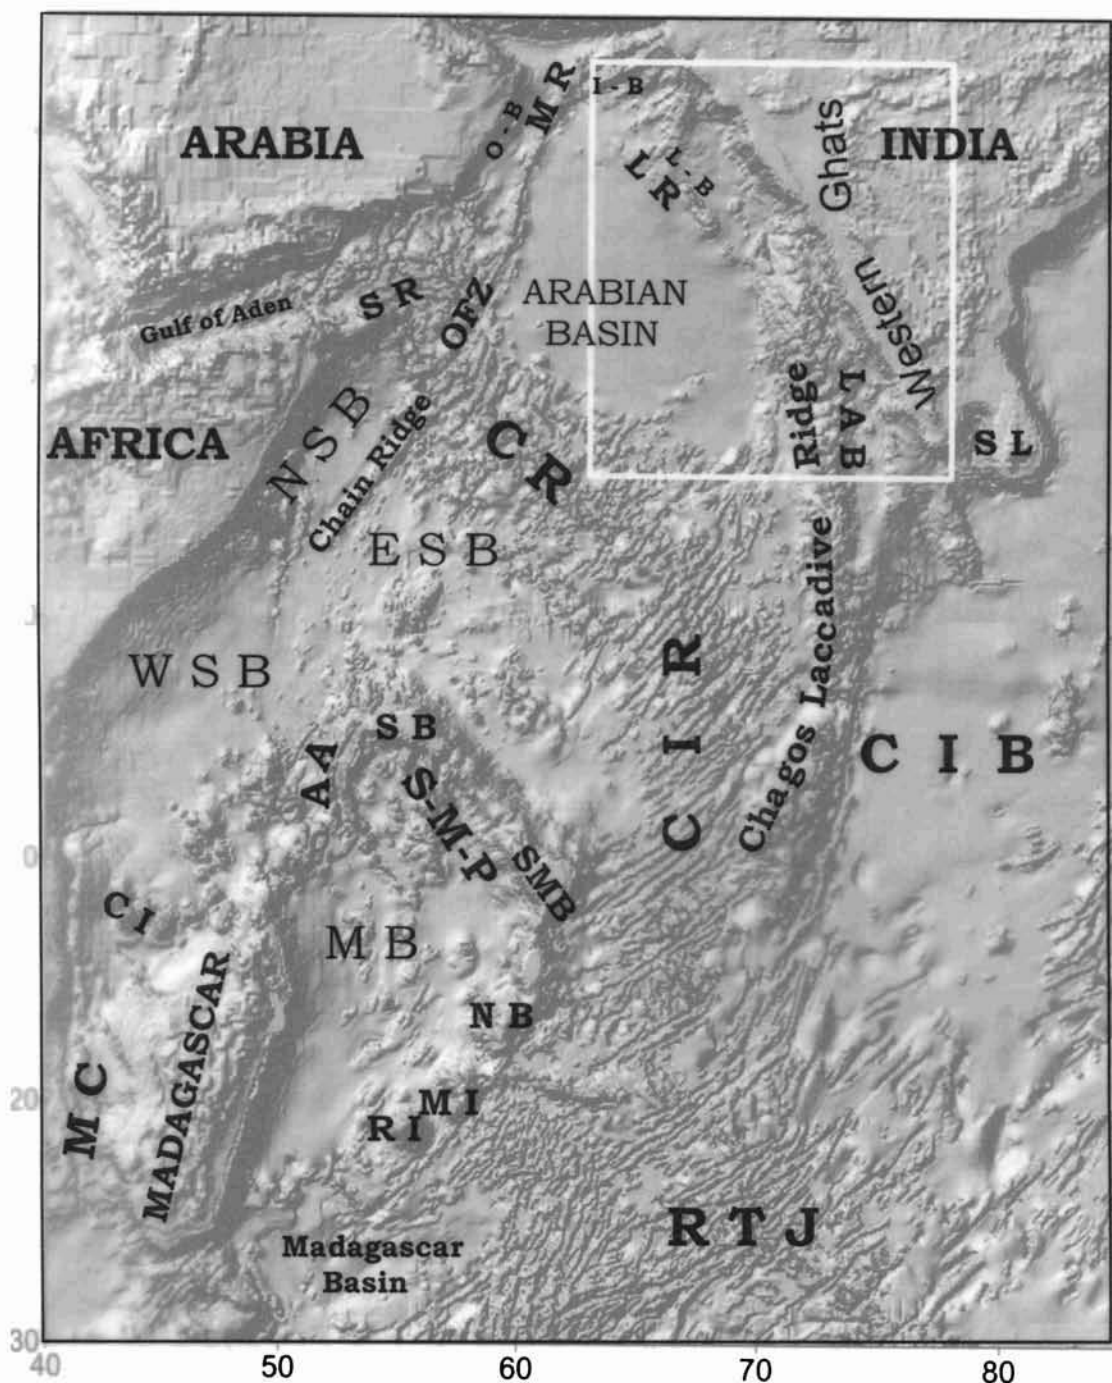 M R
I - B
O - B
ARABIA
Ghats
INDIA
L - B
L R
Gulf of Aden
S R
OFZ
ARABIAN
BASIN
Western
N S B
Chain Ridge
C R
Ridge
L A B
AFRICA
S L
E S B
W S B
C I R
Chagos Laccadive
C I B
S B
A A
S-M-P
SMB
0
C I
M B
MADAGASCAR
N B
M C
20
M I
R I
R T J
Madagascar
Basin
30
40
50
60
70
80